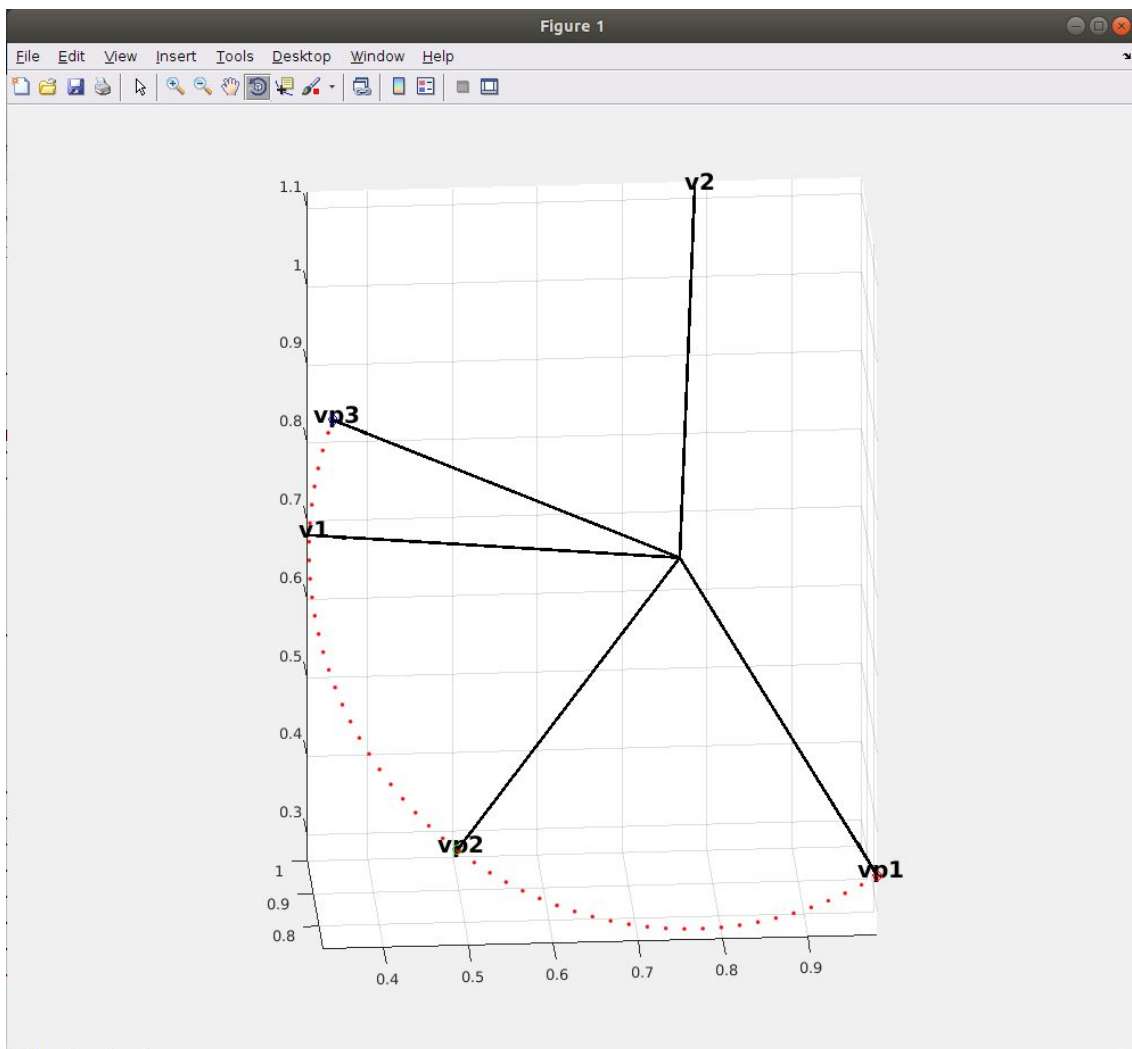 Figure 1
File Edit View Insert Tools Desktop Window Help
v2
1.1
1
0.9
vp3
0.8
0.7
v1
0.6
0.5
0.4
0.3
vp2
vp1
1
0.9
0.8
0.4 0.5 0.6 0.7 0.8 0.9